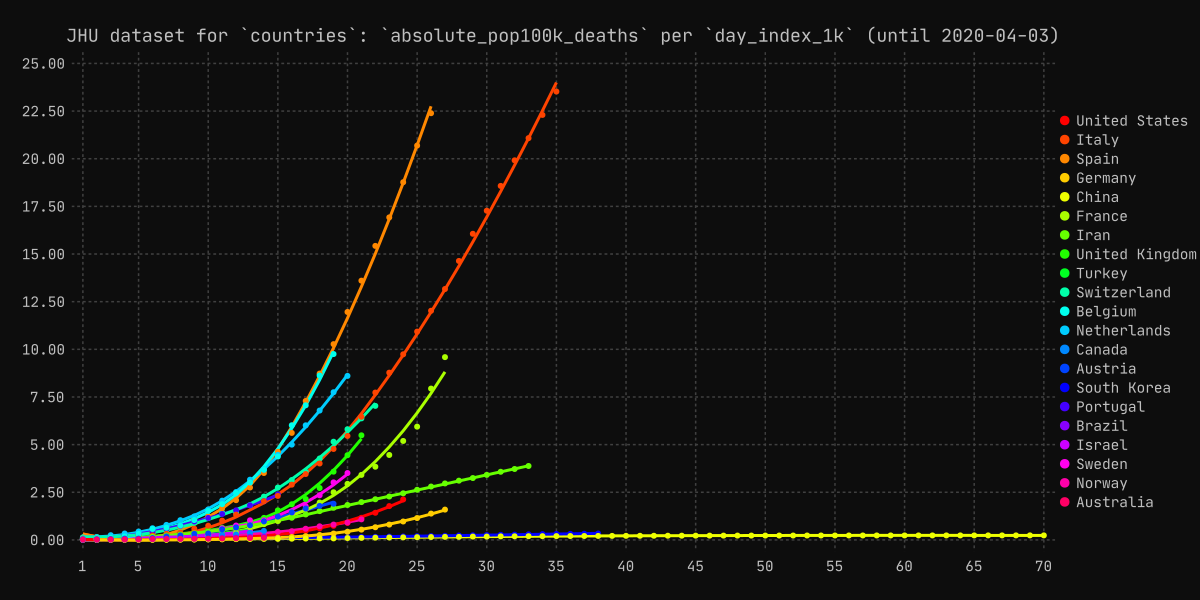 JHU dataset for `countries`: `absolute_pop100k_deaths` per `day_index_1k` (until 2020-04-03)
25.00
22.50
20.00
17.50
15.00
12.50
10.00
7.50
5.00
2.50
0.00
1 5 10 15 20 25 30 35 40 45 50 55 60 65 70
United States
Italy
Spain
Germany
China
France
Iran
United Kingdom
Turkey
Switzerland
Belgium
Netherlands
Canada
Austria
South Korea
Portugal
Brazil
Israel
Sweden
Norway
Australia